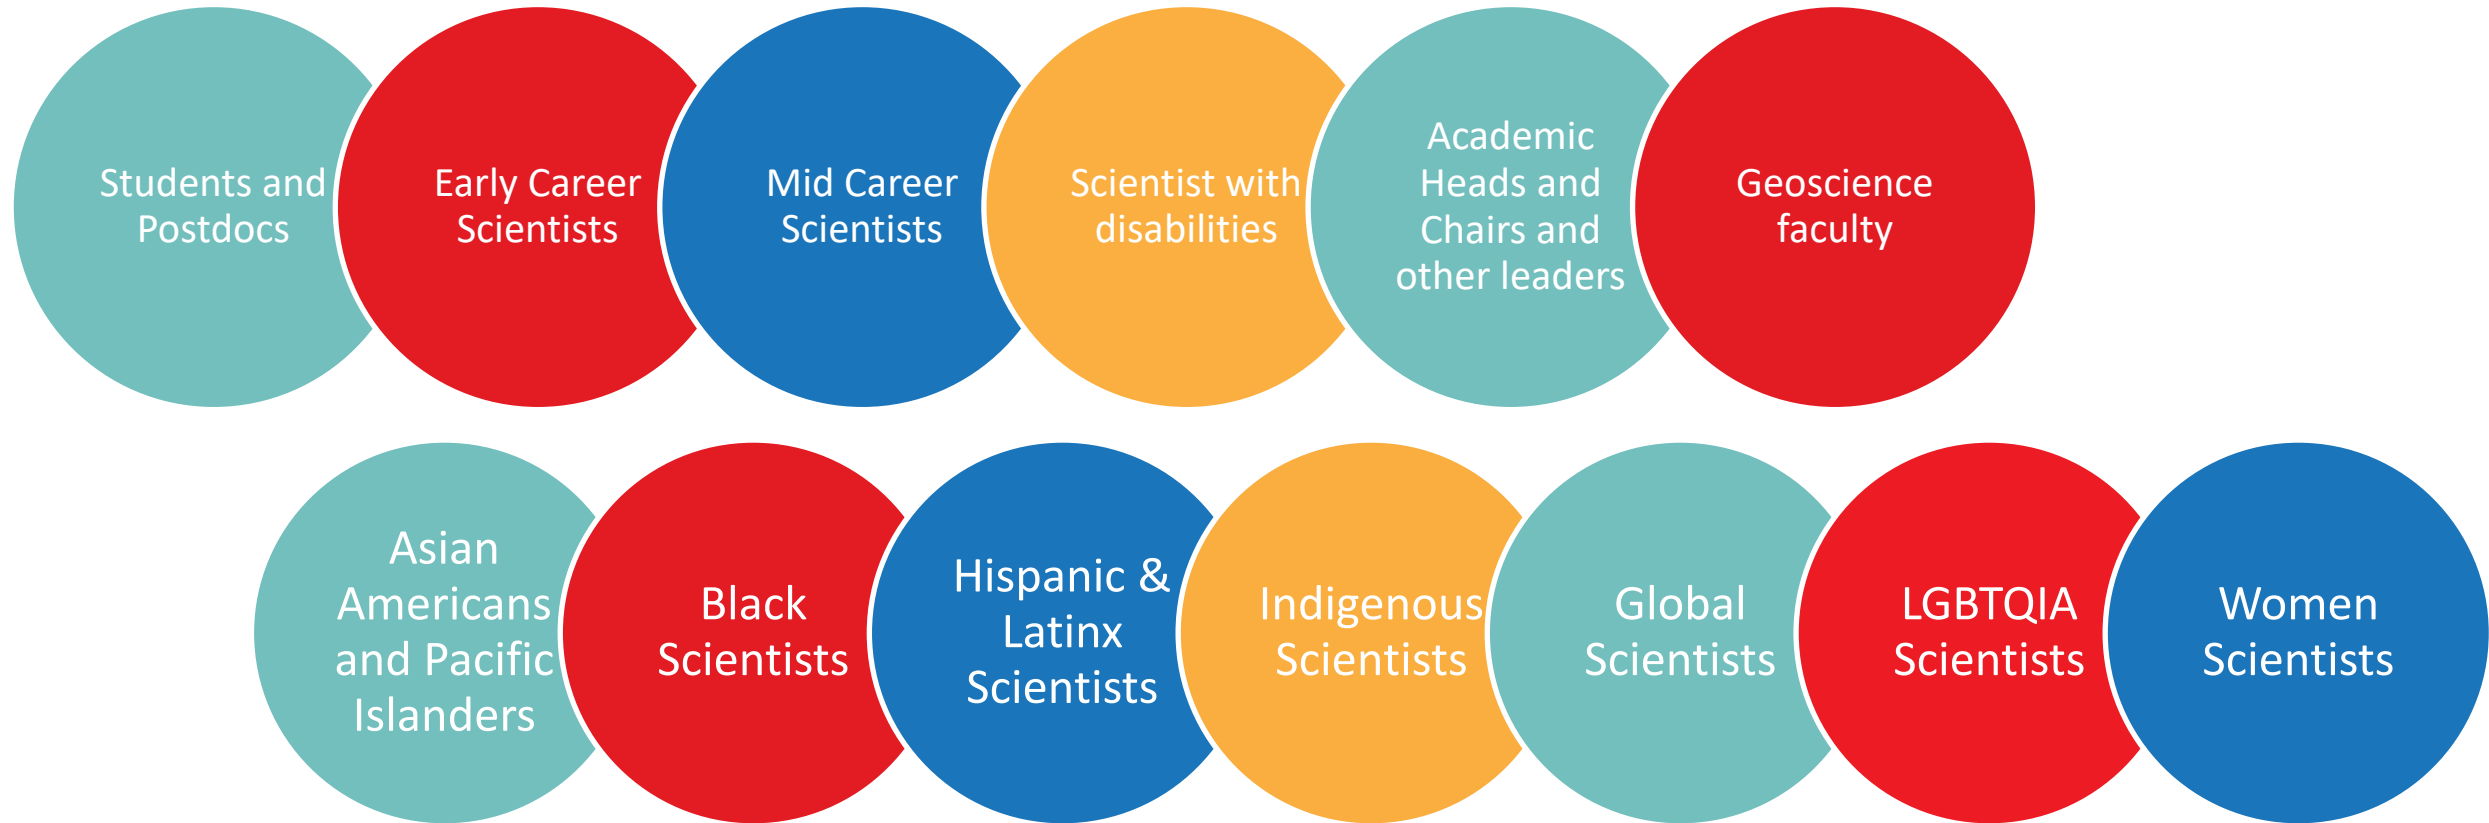 Students and
Postdocs
Early Career
Scientists
Mid Career
Scientists
Scientist with
disabilities
Academic
Heads and
Chairs and
other leaders
Geoscience
faculty
Asian
Americans
and Pacific
Islanders
Black
Scientists
Hispanic &
Latinx
Scientists
Indigenous
Scientists
Global
Scientists
LGBTQIA
Scientists
Women
Scientists